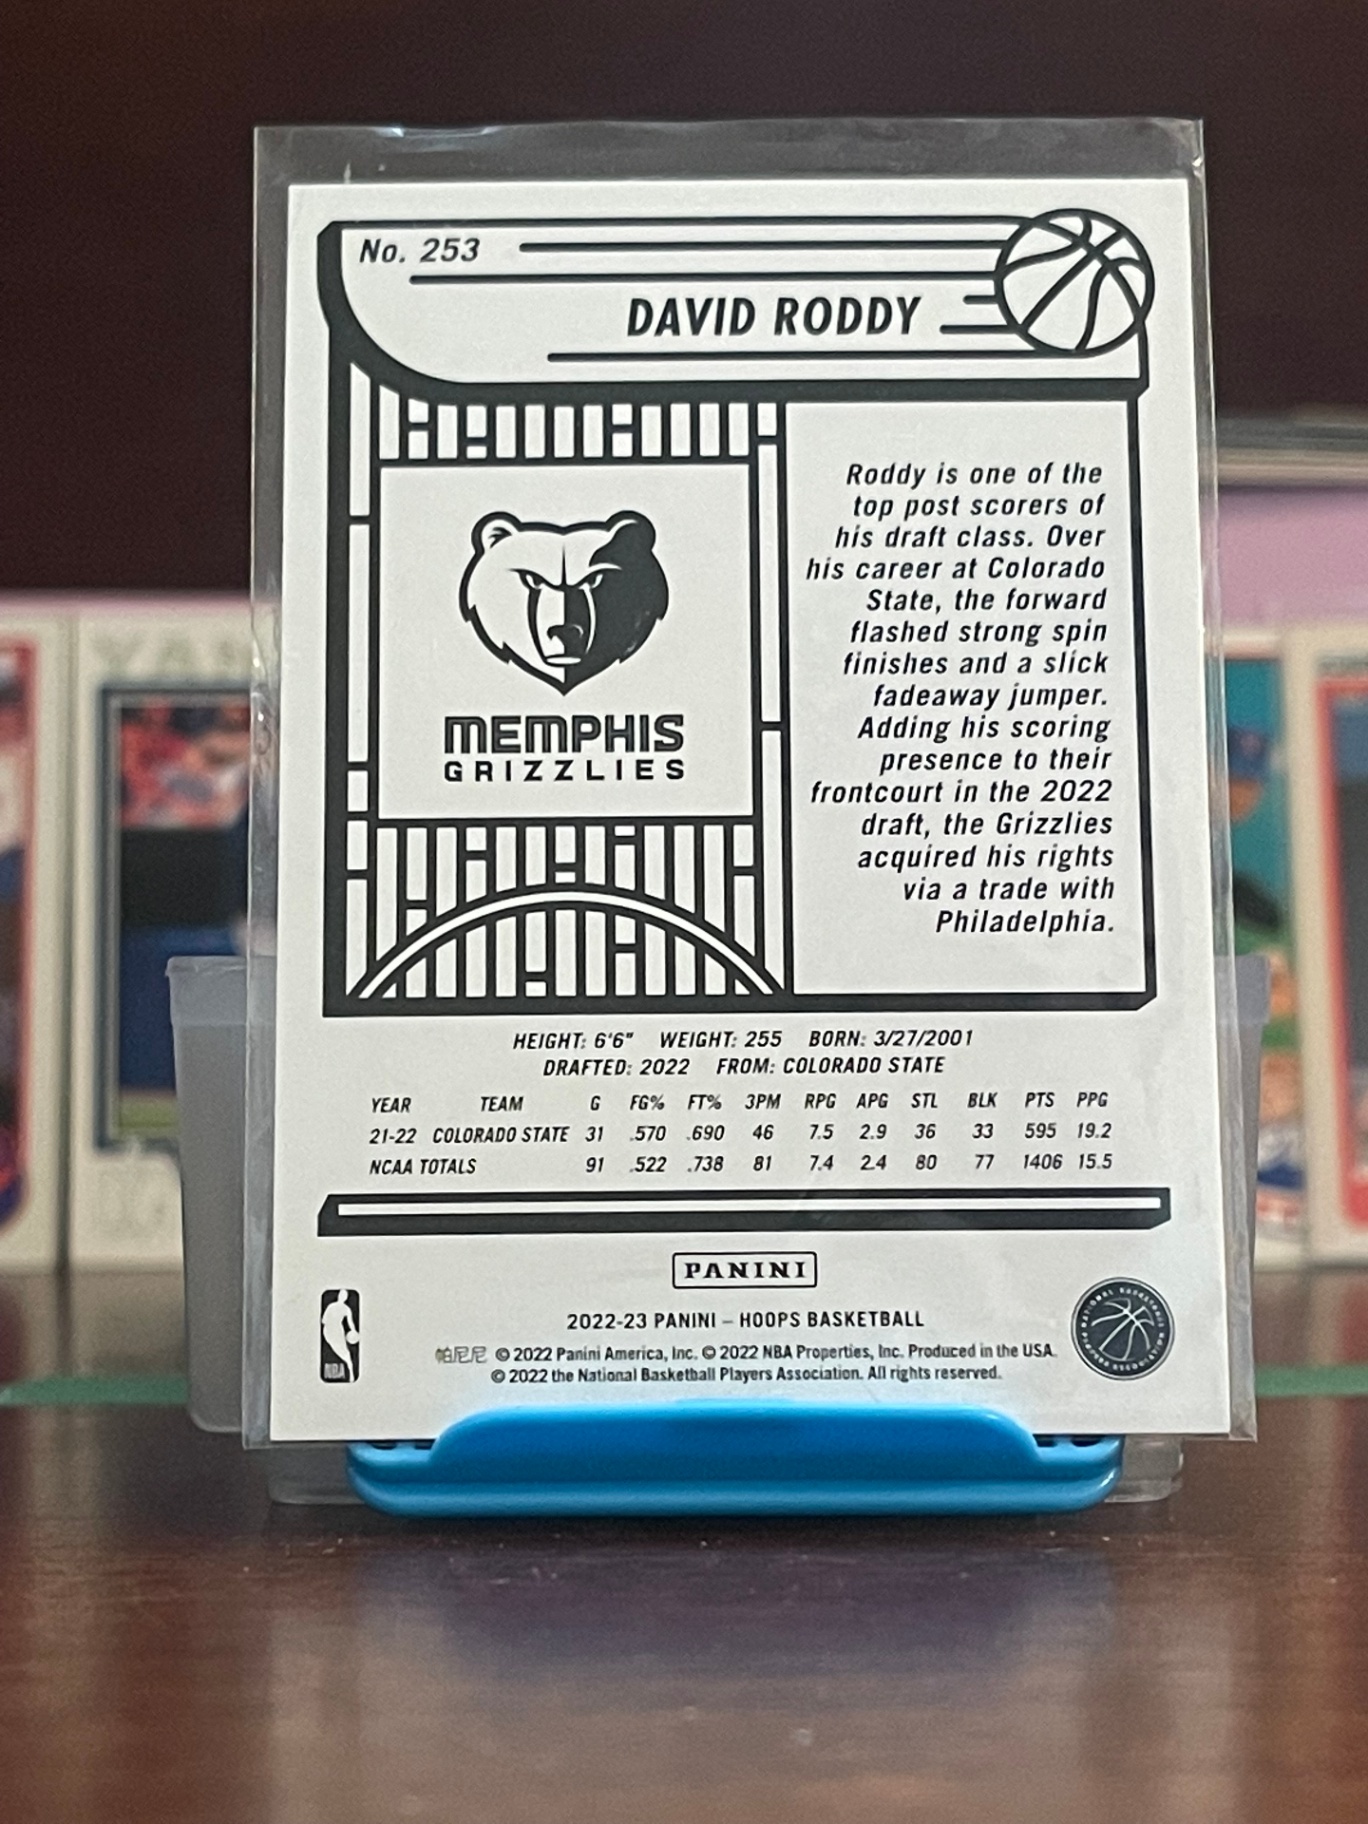 No. 253
DAVID RODDY
MEMPHIS
GRIZZLIES
Roddy is one of the
top post scorers of
his draft class. Over
his career at Colorado
State, the forward
flashed strong spin
finishes and a slick
fadeaway jumper.
Adding his scoring
presence to their
frontcourt in the 2022
draft, the Grizzlies
acquired his rights
via a trade with
Philadelphia.
HEIGHT: 6'6" WEIGHT: 255 BORN: 3/27/2001
DRAFTED: 2022 FROM: COLORADO STATE
YEAR TEAM G FG% FT% 3PM RPG APG STL BLK PTS PPG
21-22 COLORADO STATE 31 .570 .690 46 7.5 2.9 36 33 595 19.2
NCAA TOTALS 91 .522 .738 81 7.4 2.4 80 77 1406 15.5
PANINI
2022-23 PANINI – HOOPS BASKETBALL
帕尼尼 © 2022 Panini America, Inc. © 2022 NBA Properties, Inc. Produced in the USA.
© 2022 the National Basketball Players Association. All rights reserved.
NBA
NATIONAL BASKETBALL PLAYERS ASSOCIATION